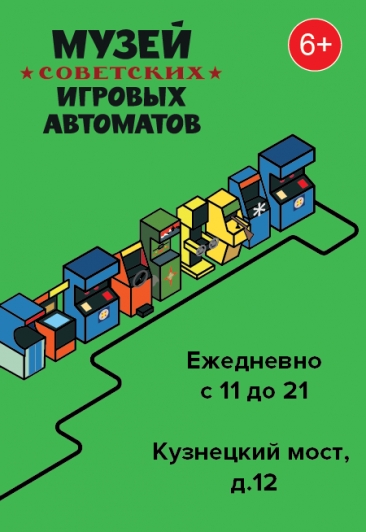 МУЗЕЙ
6+
★СОВЕТСКИХ★
ИГРОВЫХ
АВТОМАТОВ
Ежедневно
с 11 до 21
Кузнецкий мост,
д.12